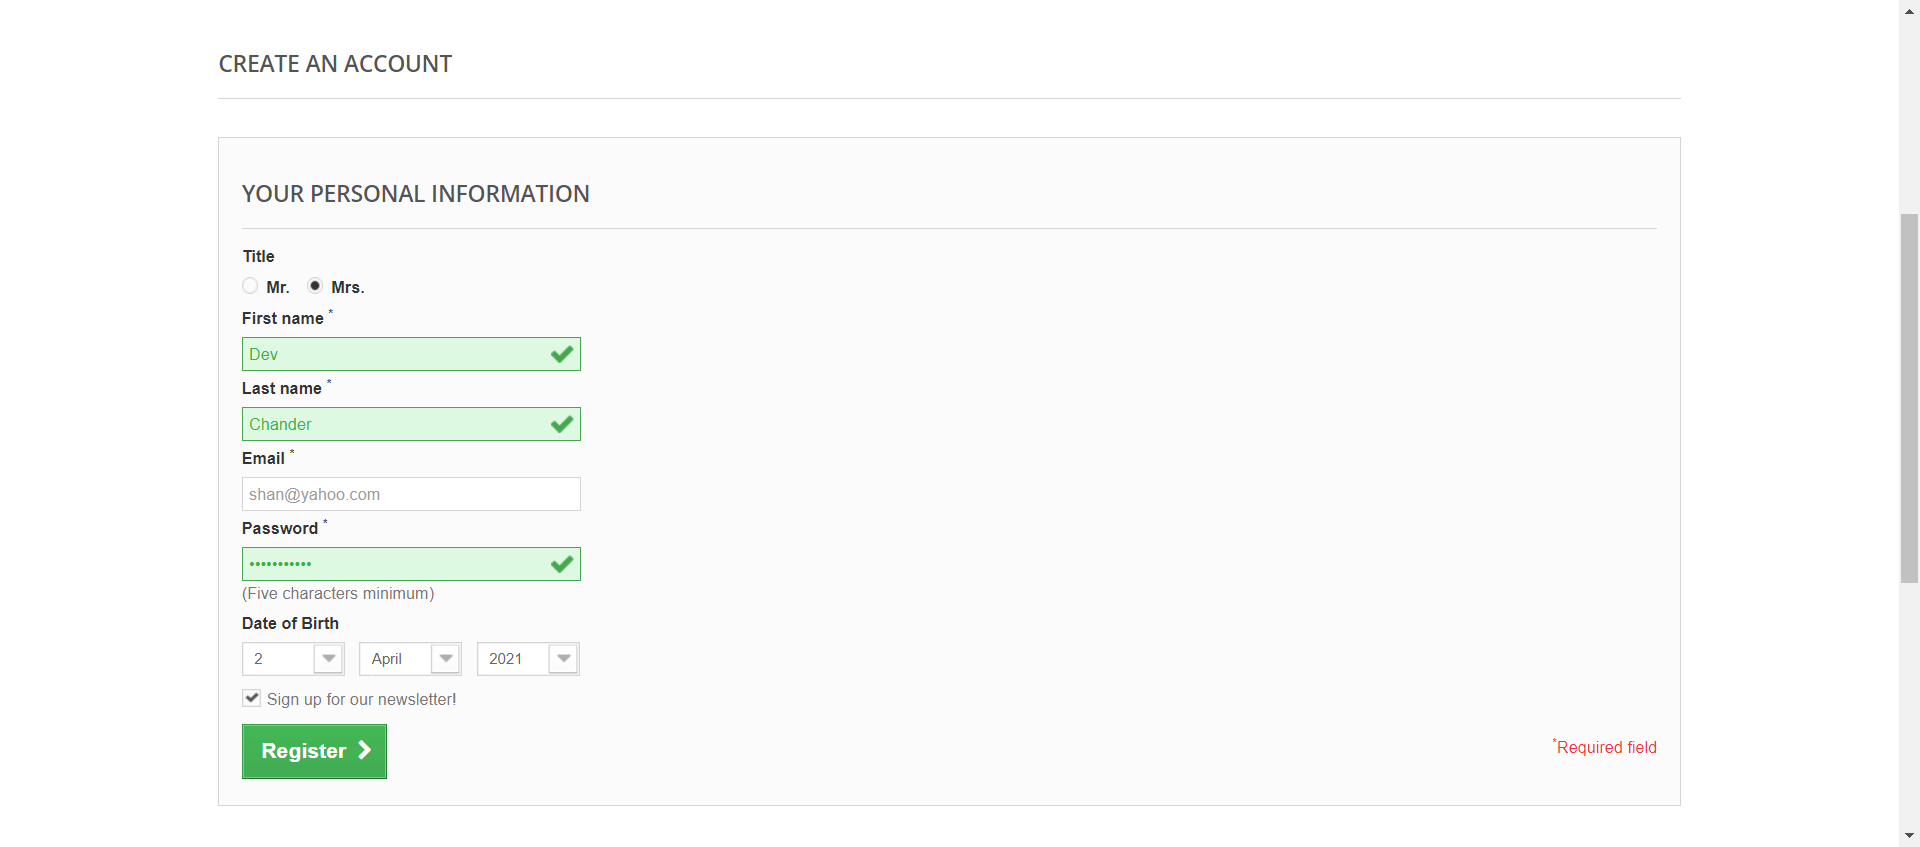 CREATE AN ACCOUNT
YOUR PERSONAL INFORMATION
Title
Mr. Mrs.
First name *
Dev
Last name *
Chander
Email *
shan@yahoo.com
Password *
•••••••••••
(Five characters minimum)
Date of Birth
2 April 2021
Sign up for our newsletter!
Register
*Required field